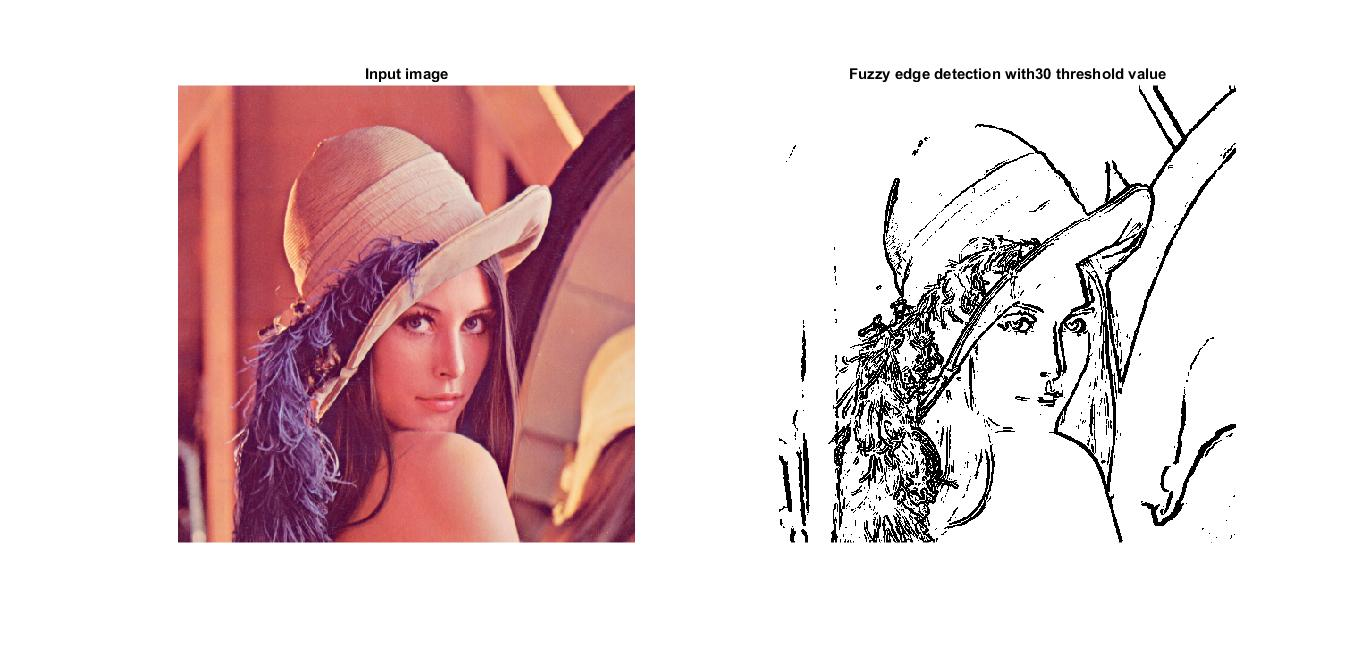 Input image
Fuzzy edge detection with30 threshold value